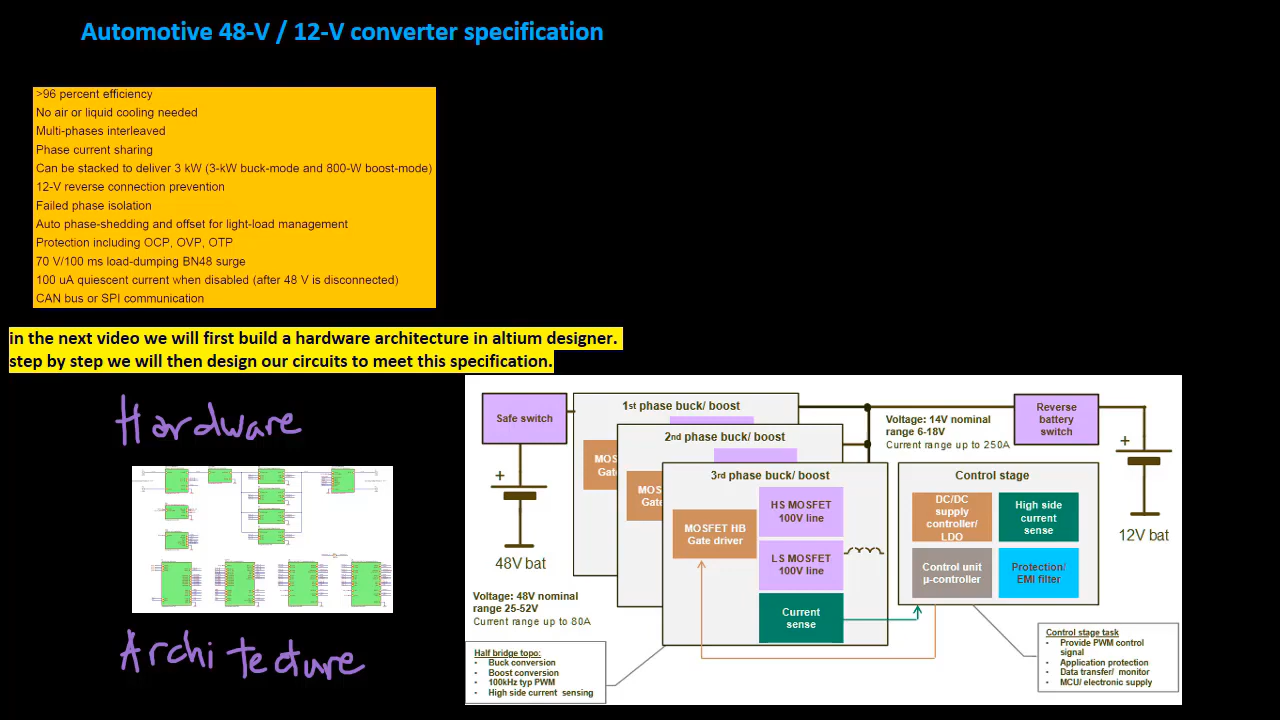 Automotive 48-V / 12-V converter specification
>96 percent efficiency
No air or liquid cooling needed
Multi-phases interleaved
Phase current sharing
Can be stacked to deliver 3 kW (3-kW buck-mode and 800-W boost-mode)
12-V reverse connection prevention
Failed phase isolation
Auto phase-shedding and offset for light-load management
Protection including OCP, OVP, OTP
70 V/100 ms load-dumping BN48 surge
100 uA quiescent current when disabled (after 48 V is disconnected)
CAN bus or SPI communication
in the next video we will first build a hardware architecture in altium designer.
step by step we will then design our circuits to meet this specification.
Hardware
Architecture
Safe switch
+
48V bat
Voltage: 48V nominal
range 25-52V
Current range up to 80A
Half bridge topo:
• Buck conversion
• Boost conversion
• 100kHz typ PWM
• High side current sensing
1st phase buck/ boost
MOS
Gat
2nd phase buck/ boost
MOS
Ga
3rd phase buck/ boost
MOSFET HB
Gate driver
HS MOSFET
100V line
LS MOSFET
100V line
Current
sense
Voltage: 14V nominal
range 6-18V
Current range up to 250A
Reverse
battery
switch
+
12V bat
Control stage
DC/DC
supply
controller/
LDO
High side
current
sense
Control unit
µ-controller
Protection/
EMI filter
Control stage task
• Provide PWM control
signal
• Application protection
• Data transfer/ monitor
• MCU/ electronic supply